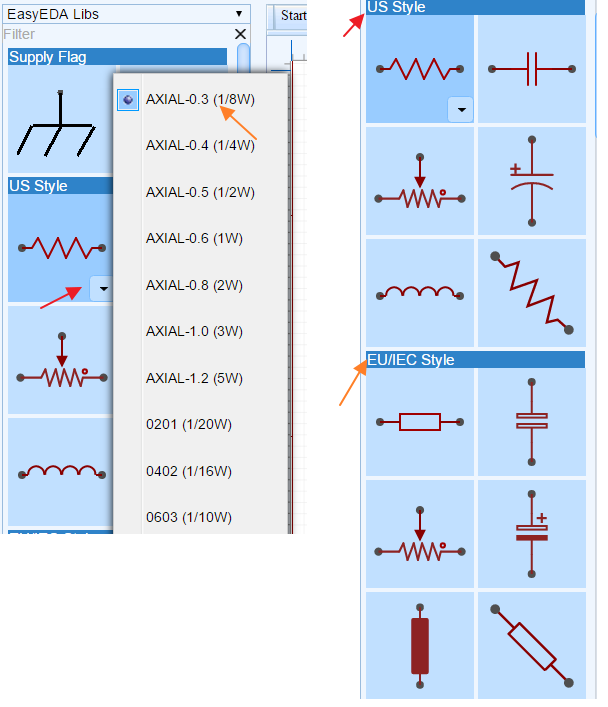 EasyEDA Libs
Start
Filter
Supply Flag
US Style
AXIAL-0.3 (1/8W)
AXIAL-0.4 (1/4W)
AXIAL-0.5 (1/2W)
AXIAL-0.6 (1W)
AXIAL-0.8 (2W)
AXIAL-1.0 (3W)
AXIAL-1.2 (5W)
0201 (1/20W)
0402 (1/16W)
0603 (1/10W)
US Style
EU/IEC Style